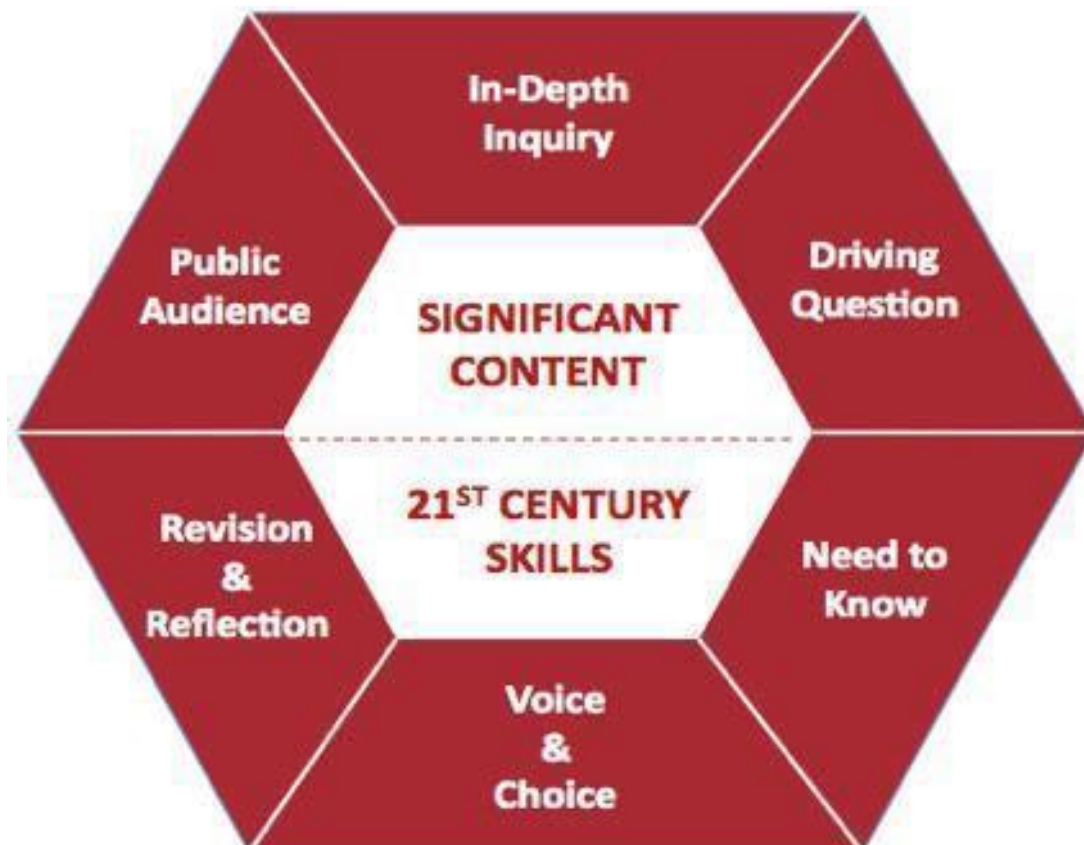 In-Depth
Inquiry
Driving
Question
Need to
Know
Voice
&
Choice
Revision
&
Reflection
Public
Audience
SIGNIFICANT
CONTENT
21ST CENTURY
SKILLS